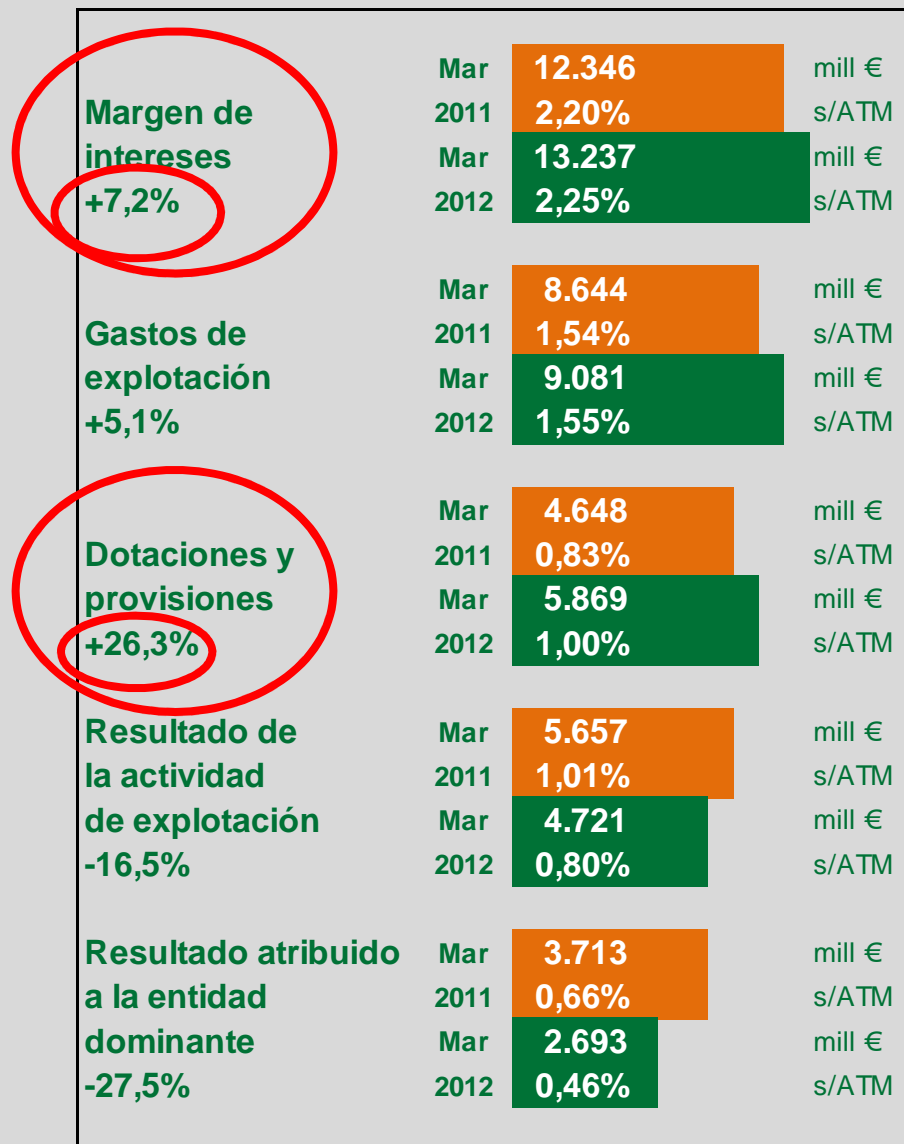 Mar 12.346 mill €
Margen de 2011 2,20% s/ATM
intereses Mar 13.237 mill €
+7,2% 2012 2,25% s/ATM
Mar 8.644 mill €
Gastos de 2011 1,54% s/ATM
explotación Mar 9.081 mill €
+5,1% 2012 1,55% s/ATM
Mar 4.648 mill €
Dotaciones y 2011 0,83% s/ATM
provisiones Mar 5.869 mill €
+26,3% 2012 1,00% s/ATM
Resultado de Mar 5.657 mill €
la actividad 2011 1,01% s/ATM
de explotación Mar 4.721 mill €
-16,5% 2012 0,80% s/ATM
Resultado atribuido Mar 3.713 mill €
a la entidad 2011 0,66% s/ATM
dominante Mar 2.693 mill €
-27,5% 2012 0,46% s/ATM